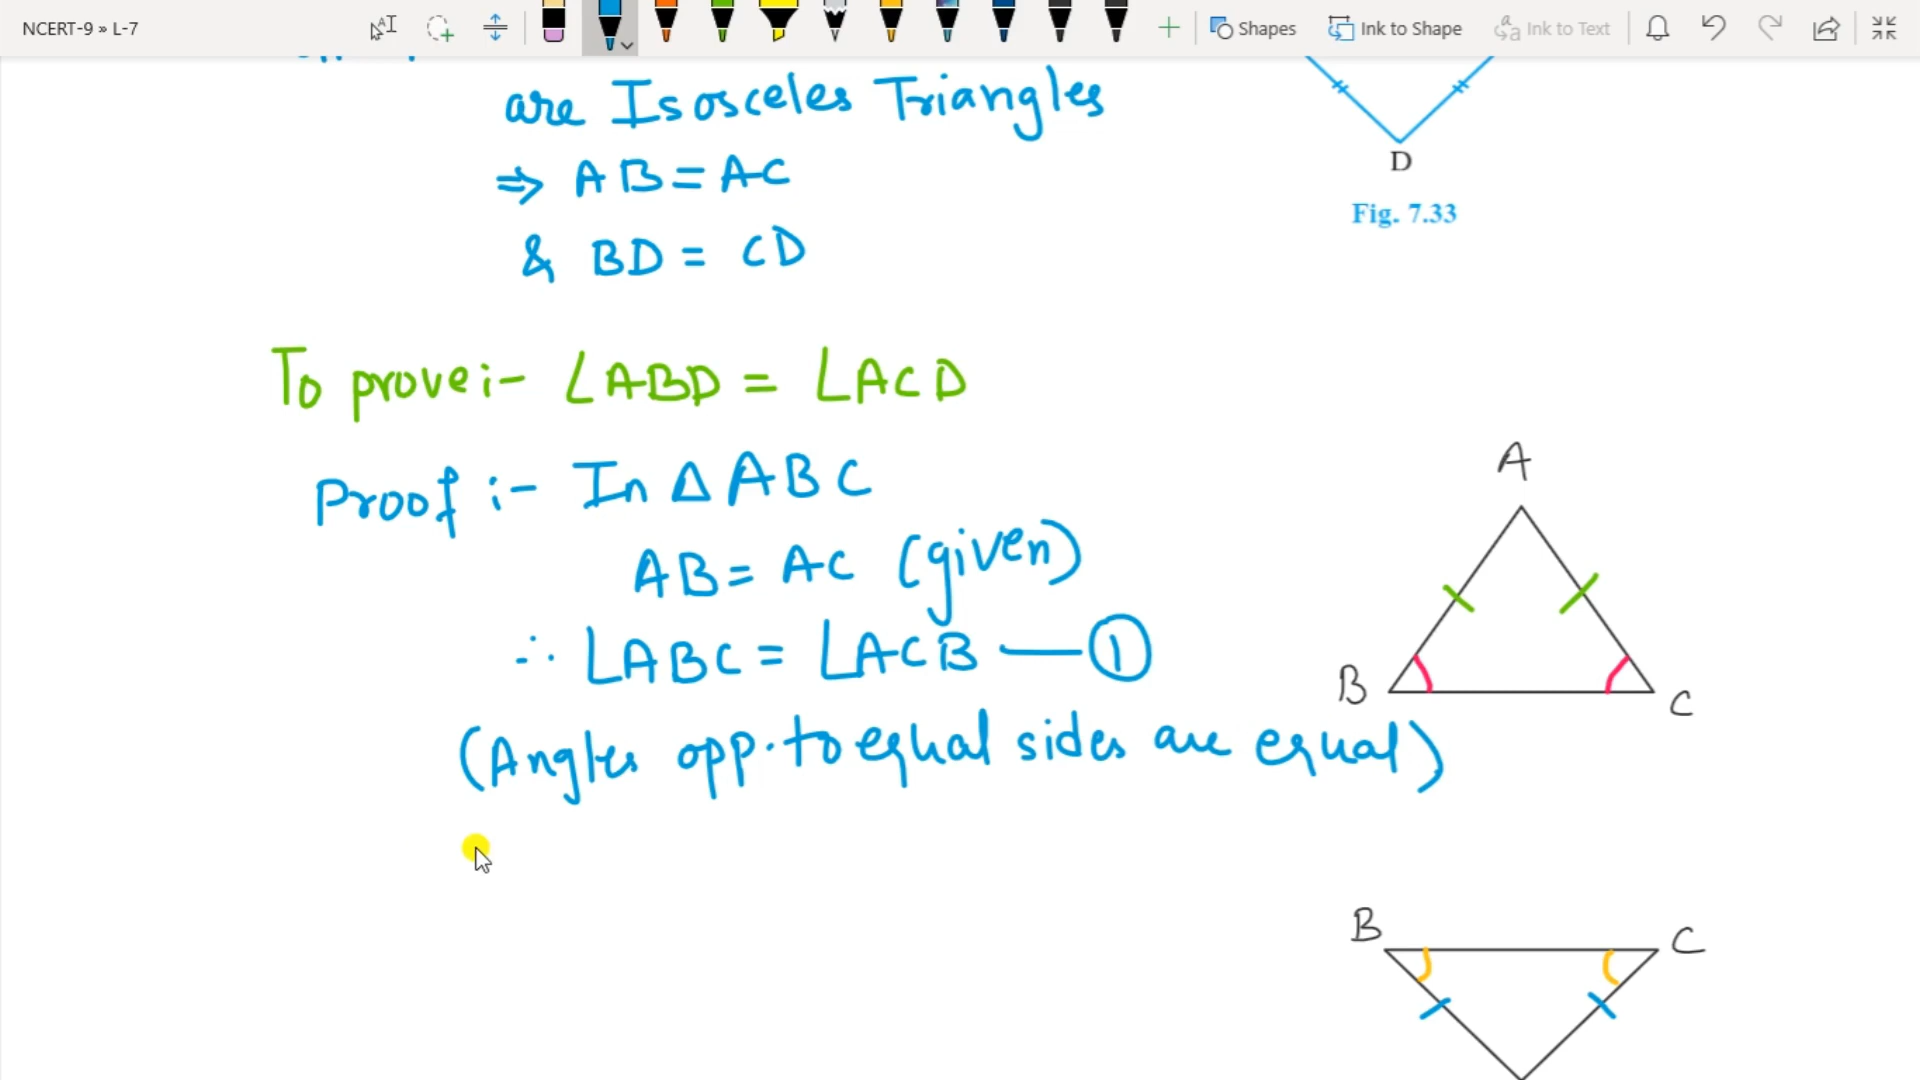 NCERT-9 » L-7
Shapes
Ink to Shape
Ink to Text
are Isosceles Triangles
⇒ AB = AC
& BD = CD
D
Fig. 7.33
To prove:- ∠ABD = ∠ACD
Proof :- In △ ABC
AB = AC (given)
∴ ∠ABC = ∠ACB — ①
(Angles opp. to equal sides are equal)
A
B
C
B
C